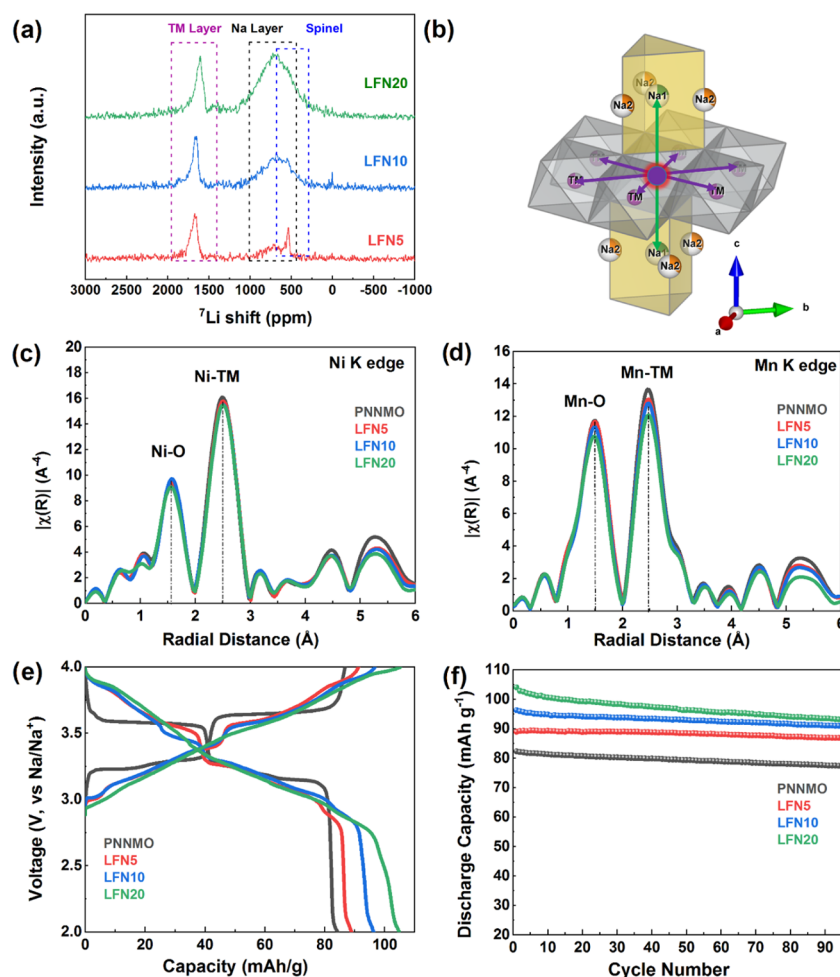 (a)
TM Layer Na Layer Spinel
LFN20
LFN10
LFN5
Intensity (a.u.)
3000 2500 2000 1500 1000 500 0 -500 -1000
⁷Li shift (ppm)
(b)
Na2
Na1
Na2
Na2
TM
TM
TM
Na2
Na1
Na2
Na2
c
b
a
(c)
Ni K edge
Ni-TM
Ni-O
PNNMO
LFN5
LFN10
LFN20
|χ(R)| (A⁻⁴)
20
18
16
14
12
10
8
6
4
2
0
0 1 2 3 4 5 6
Radial Distance (Å)
(d)
Mn K edge
Mn-TM
Mn-O
PNNMO
LFN5
LFN10
LFN20
|χ(R)| (A⁻⁴)
16
14
12
10
8
6
4
2
0
0 1 2 3 4 5 6
Radial Distance (Å)
(e)
Voltage (V, vs Na/Na⁺)
4.0
3.5
3.0
2.5
2.0
PNNMO
LFN5
LFN10
LFN20
0 20 40 60 80 100
Capacity (mAh/g)
(f)
Discharge Capacity (mAh g⁻¹)
110
100
90
80
70
60
50
40
30
20
PNNMO
LFN5
LFN10
LFN20
0 10 20 30 40 50 60 70 80 90
Cycle Number